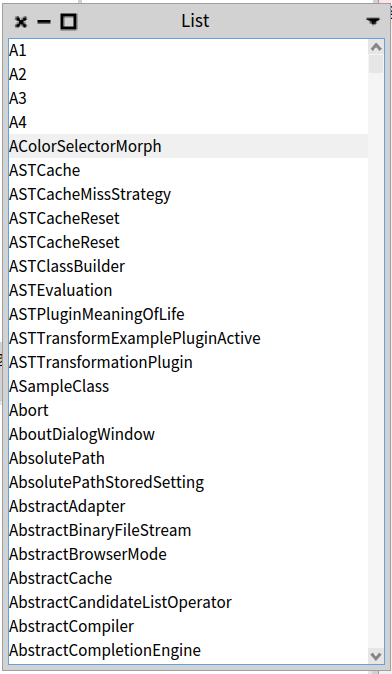 List
A1
A2
A3
A4
AColorSelectorMorph
ASTCache
ASTCacheMissStrategy
ASTCacheReset
ASTCacheReset
ASTClassBuilder
ASTEvaluation
ASTPluginMeaningOfLife
ASTTransformExamplePluginActive
ASTTransformationPlugin
ASampleClass
Abort
AboutDialogWindow
AbsolutePath
AbsolutePathStoredSetting
AbstractAdapter
AbstractBinaryFileStream
AbstractBrowserMode
AbstractCache
AbstractCandidateListOperator
AbstractCompiler
AbstractCompletionEngine